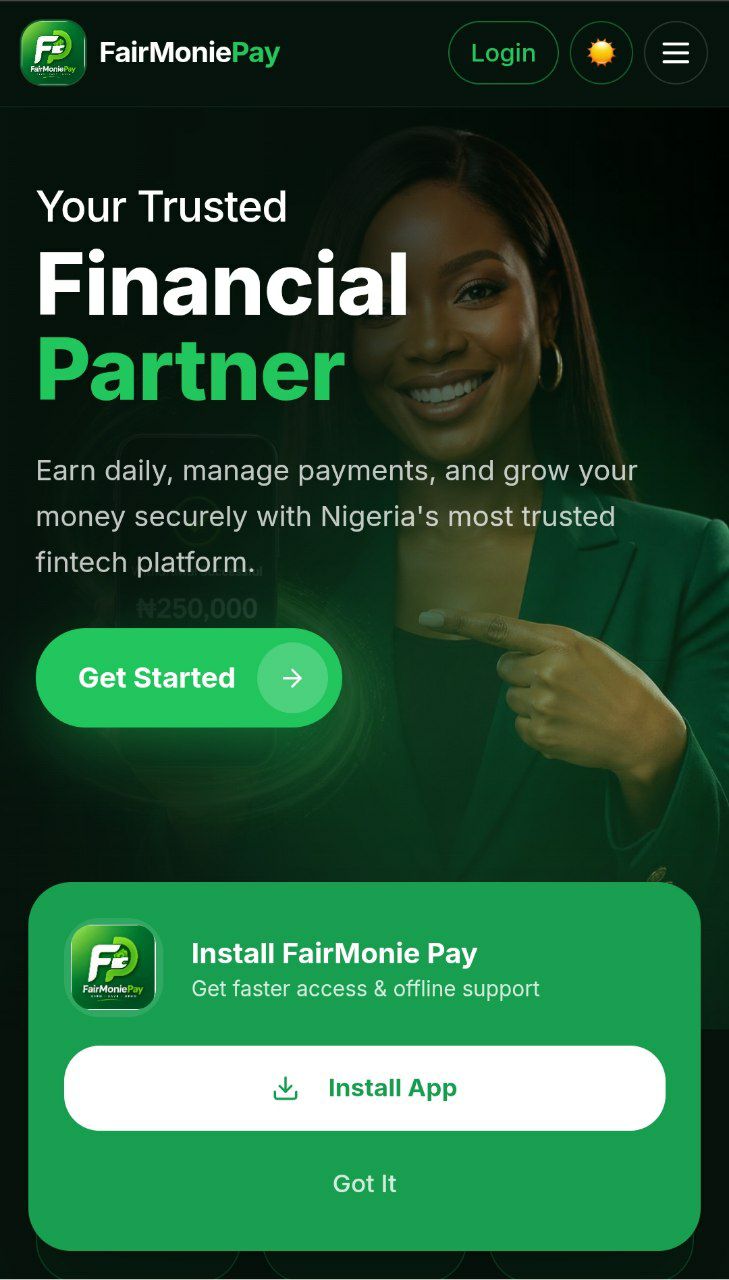 FairMoniePay
Login
Your Trusted
Financial
Partner
Earn daily, manage payments, and grow your
money securely with Nigeria's most trusted
fintech platform.
₦250,000
Get Started
FairMoniePay
Install FairMonie Pay
Get faster access & offline support
Install App
Got It